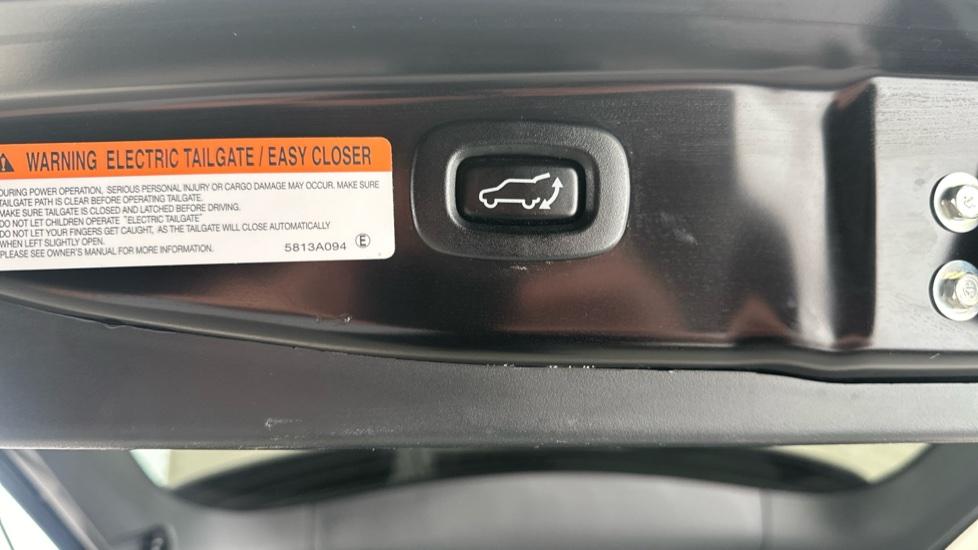 WARNING ELECTRIC TAILGATE / EASY CLOSER
DURING POWER OPERATION, SERIOUS PERSONAL INJURY OR CARGO DAMAGE MAY OCCUR. MAKE SURE
TAILGATE PATH IS CLEAR BEFORE OPERATING TAILGATE.
MAKE SURE TAILGATE IS CLOSED AND LATCHED BEFORE DRIVING.
DO NOT LET CHILDREN OPERATE "ELECTRIC TAILGATE"
DO NOT LET YOUR FINGERS GET CAUGHT, AS THE TAILGATE WILL CLOSE AUTOMATICALLY
WHEN LEFT SLIGHTLY OPEN.
PLEASE SEE OWNER'S MANUAL FOR MORE INFORMATION.
5813A094 E